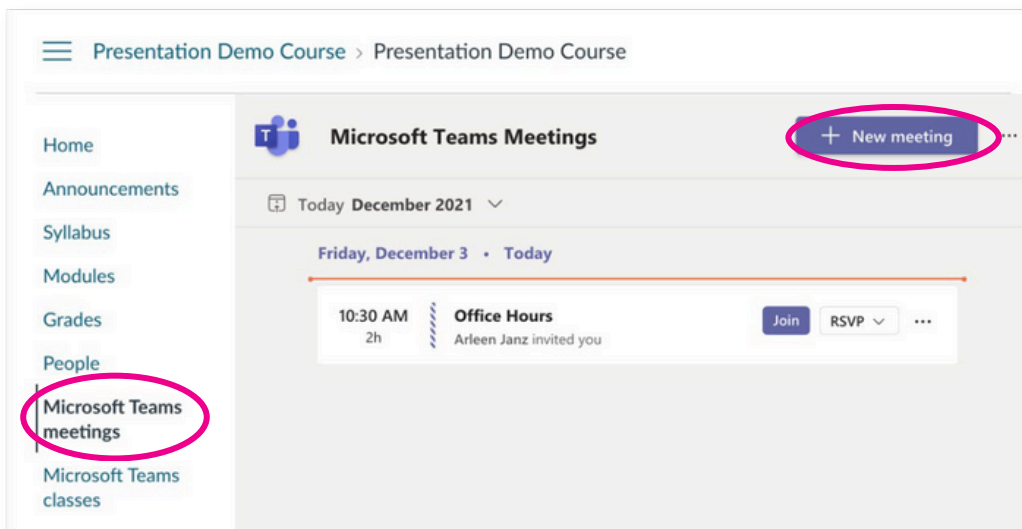 Presentation Demo Course > Presentation Demo Course
Home
Announcements
Syllabus
Modules
Grades
People
Microsoft Teams
meetings
Microsoft Teams
classes
T
Microsoft Teams Meetings
+ New meeting ...
Today December 2021
Friday, December 3 • Today
10:30 AM
2h
Office Hours
Arleen Janz invited you
Join
RSVP
...